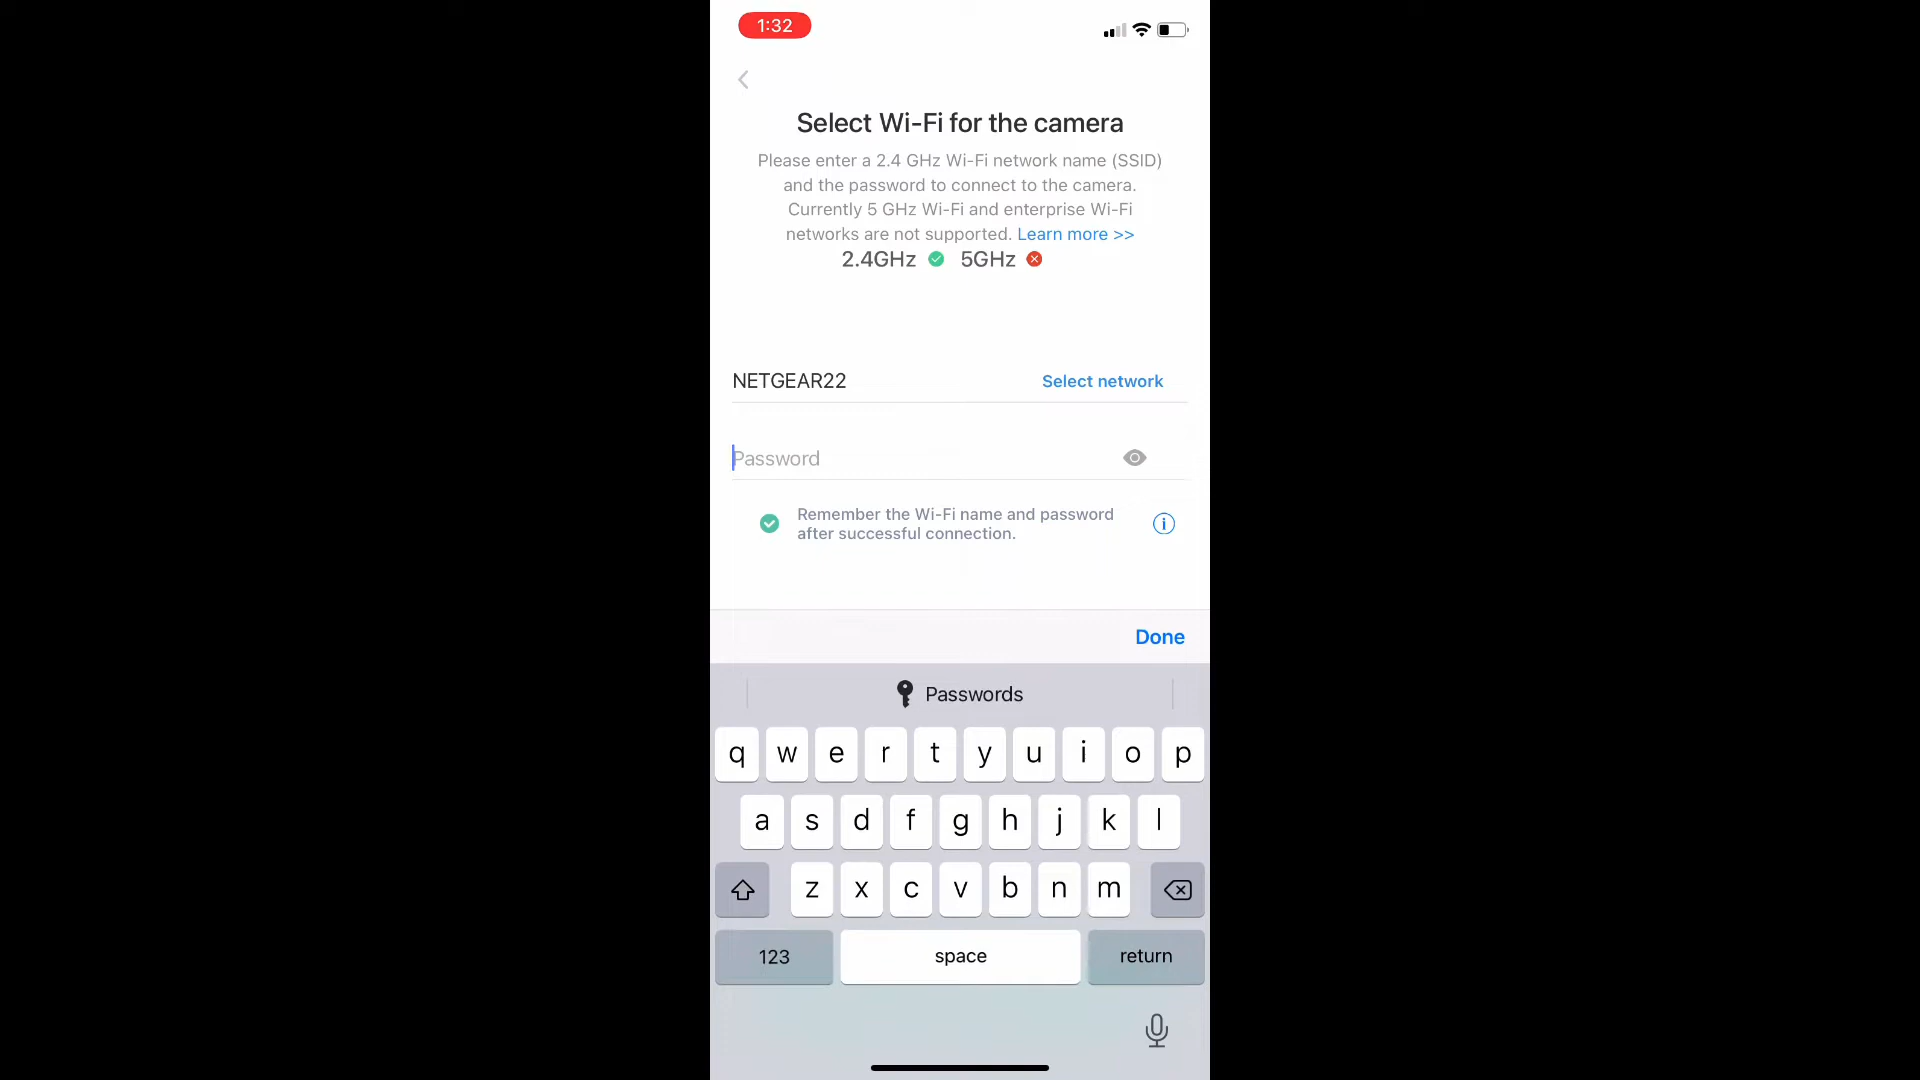 1:32
Select Wi-Fi for the camera
Please enter a 2.4 GHz Wi-Fi network name (SSID)
and the password to connect to the camera.
Currently 5 GHz Wi-Fi and enterprise Wi-Fi
networks are not supported. Learn more >>
2.4GHz 5GHz
NETGEAR22 Select network
Password
Remember the Wi-Fi name and password
after successful connection.
Done
Passwords
q w e r t y u i o p
a s d f g h j k l
z x c v b n m
123 space return